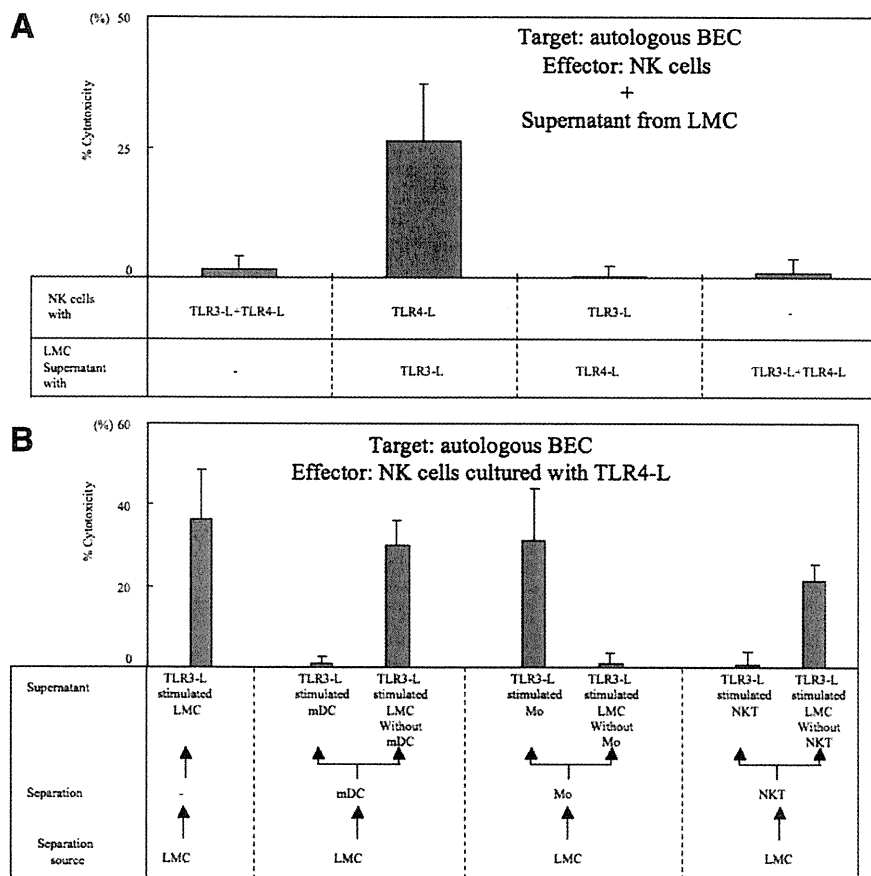 A
(%) 50
25
0
% Cytotoxicity
Target: autologous BEC
Effector: NK cells
+
Supernatant from LMC
NK cells
with
TLR3-L+TLR4-L
TLR4-L
TLR3-L
-
LMC
Supernatant
with
-
TLR3-L
TLR4-L
TLR3-L+TLR4-L
B
(%) 60
40
20
0
% Cytotoxicity
Target: autologous BEC
Effector: NK cells cultured with TLR4-L
Supernatant
TLR3-L
stimulated
LMC
TLR3-L
stimulated
mDC
TLR3-L
stimulated
LMC
Without
mDC
TLR3-L
stimulated
Mo
TLR3-L
stimulated
LMC
Without
Mo
TLR3-L
stimulated
NKT
TLR3-L
stimulated
LMC
Without
NKT
Separation
-
mDC
Mo
NKT
Separation
source
LMC
LMC
LMC
LMC